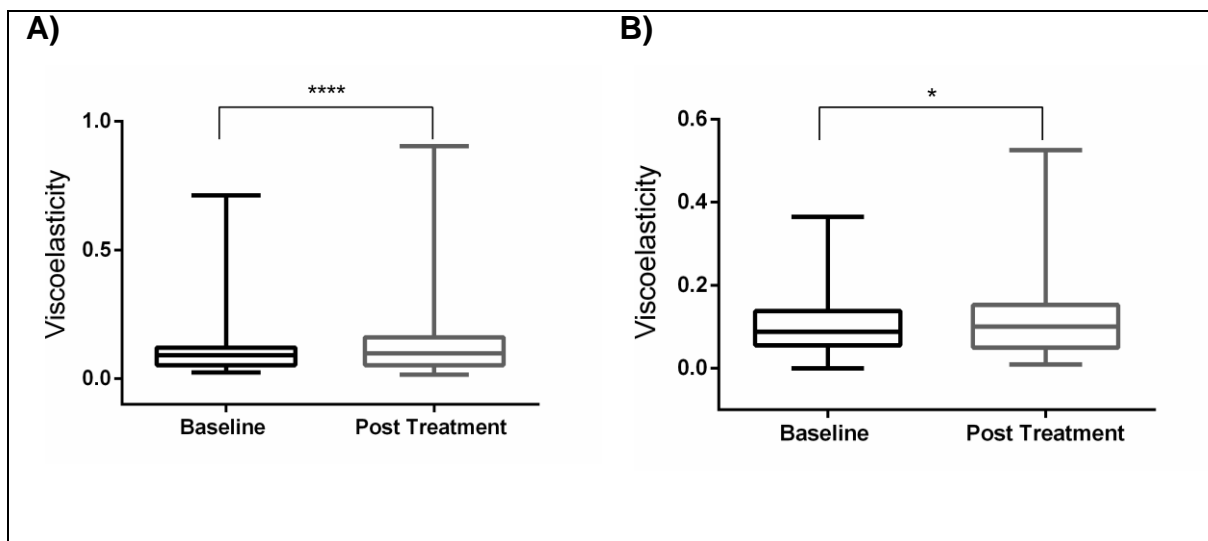 A)
****
Viscoelasticity
1.0
0.5
0.0
Baseline Post Treatment
B)
*
Viscoelasticity
0.6
0.4
0.2
0.0
Baseline Post Treatment